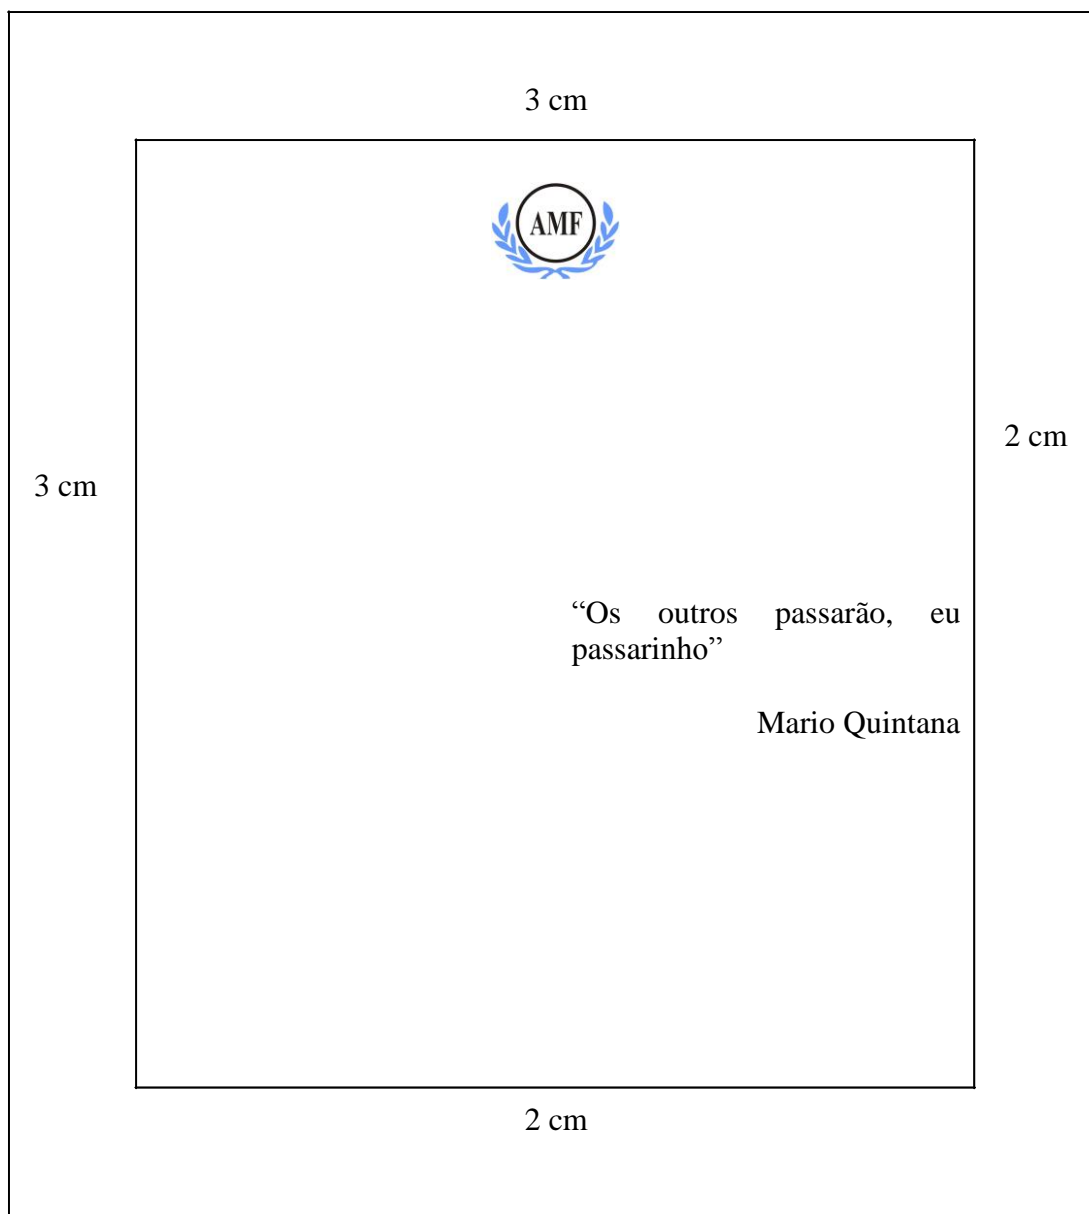 3 cm
AMF
2 cm
3 cm
“Os outros passarão, eu
passarinho”
Mario Quintana
2 cm